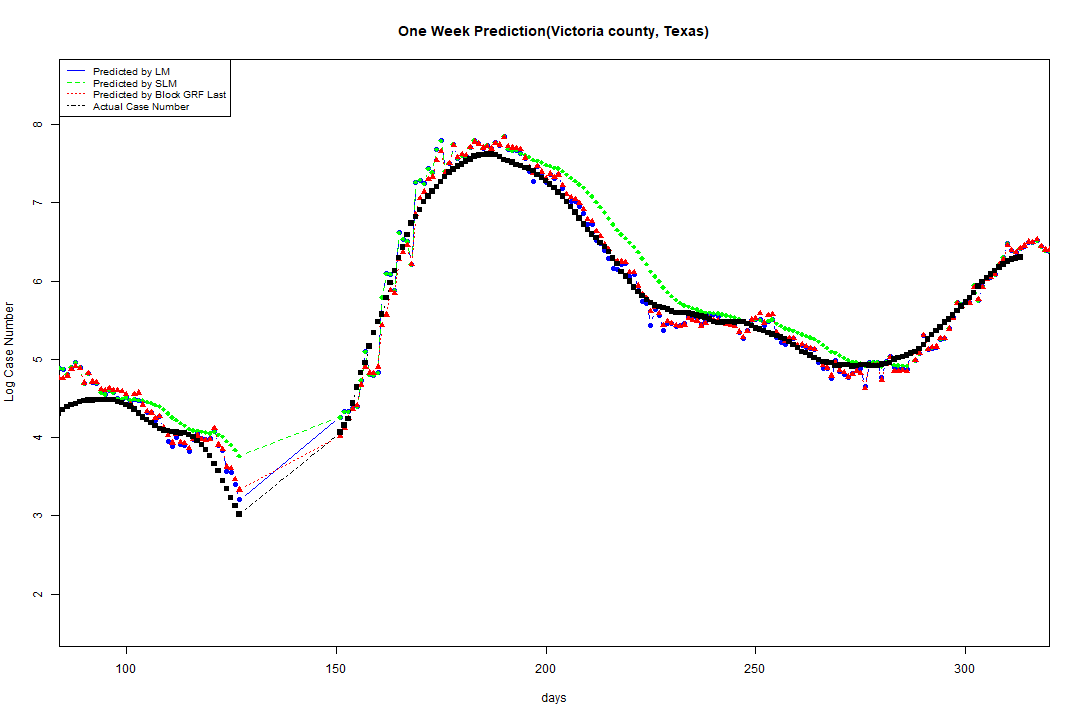 One Week Prediction(Victoria county, Texas)
Predicted by LM
Predicted by SLM
Predicted by Block GRF Last
Actual Case Number
Log Case Number
8
7
6
5
4
3
2
100 150 200 250 300
days